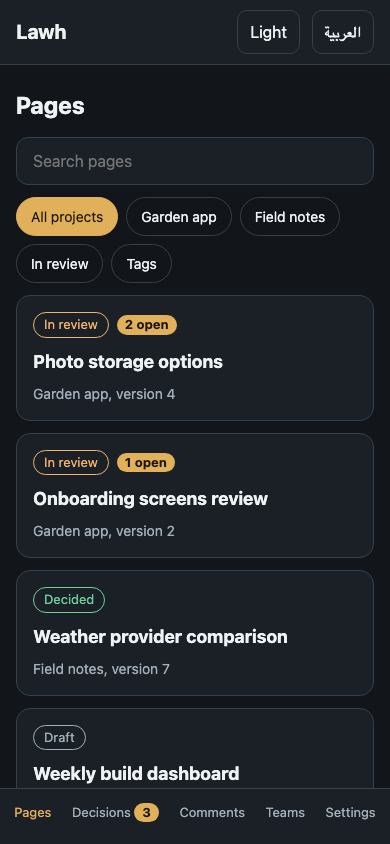 Lawh
Light
العربية
Pages
Search pages
All projects
Garden app
Field notes
In review
Tags
In review
2 open
Photo storage options
Garden app, version 4
In review
1 open
Onboarding screens review
Garden app, version 2
Decided
Weather provider comparison
Field notes, version 7
Draft
Weekly build dashboard
Pages
Decisions 3
Comments
Teams
Settings